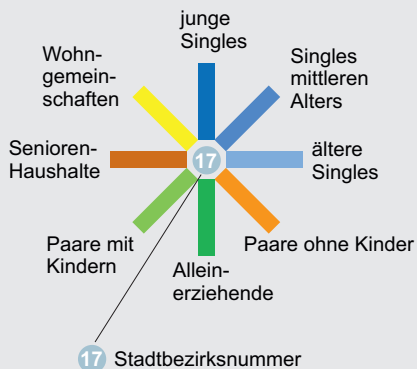 junge
Singles
Singles
mittleren
Alters
ältere
Singles
Paare ohne Kinder
Allein-
erziehende
Paare mit
Kindern
Senioren-
Haushalte
Wohn-
gemein-
schaften
17
17 Stadtbezirksnummer